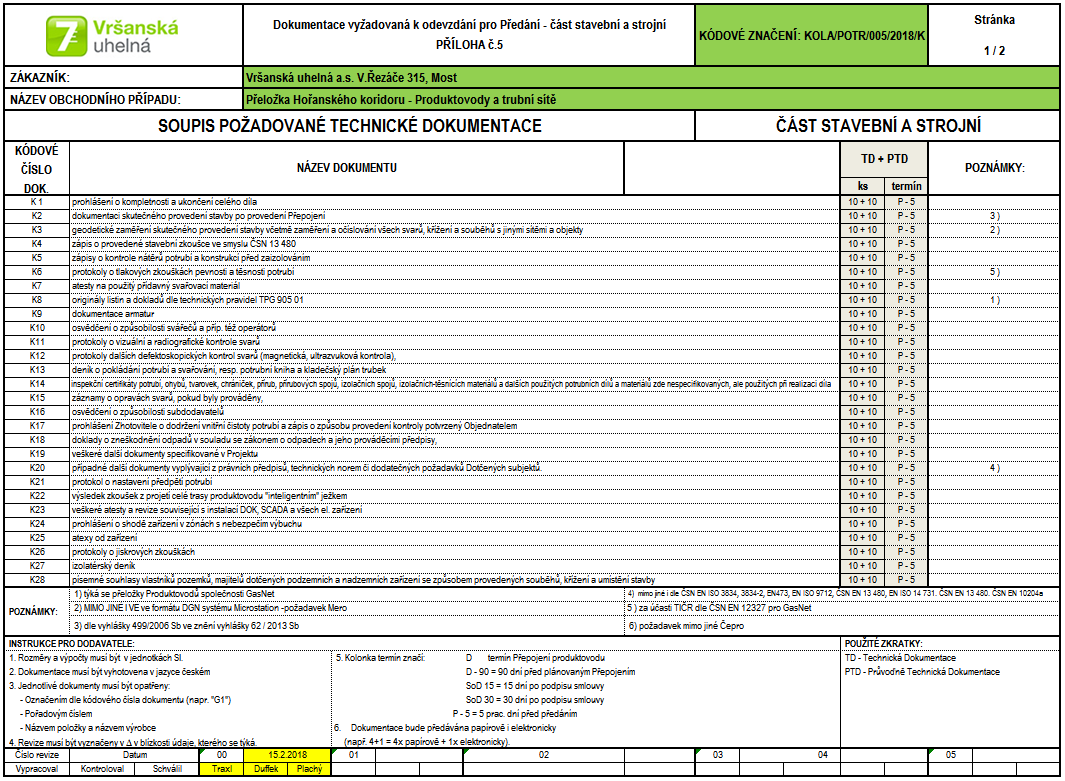 Vršanská
uhelná
Dokumentace vyžadovaná k odevzdání pro Předání - část stavební a strojní
PŘÍLOHA č.5
KÓDOVÉ ZNAČENÍ: KOLA/POTR/005/2018/K
Stránka
1 / 2
ZÁKAZNÍK: Vršanská uhelná a.s. V.Řezáče 315, Most
NÁZEV OBCHODNÍHO PŘÍPADU: Přeložka Hořanského koridoru - Produktovody a trubní sítě
SOUPIS POŽADOVANÉ TECHNICKÉ DOKUMENTACE ČÁST STAVEBNÍ A STROJNÍ
KÓDOVÉ ČÍSLO DOK. NÁZEV DOKUMENTU TD + PTD POZNÁMKY:
ks termín
K 1 prohlášení o kompletnosti a ukončení celého díla 10 + 10 P - 5
K2 dokumentaci skutečného provedení stavby po provedení Přepojení 10 + 10 P - 5 3 )
K3 geodetické zaměření skutečného provedení stavby včetmě zaměření a očíslování všech svarů, křížení a souběhů s jinými sítěmi a objekty 10 + 10 P - 5 2 )
K4 zápis o provedené stavební zkoušce ve smyslu ČSN 13 480 10 + 10 P - 5
K5 zápisy o kontrole nátěrů potrubí a konstrukcí před zaizolováním 10 + 10 P - 5
K6 protokoly o tlakových zkouškách pevnosti a těsnosti potrubí 10 + 10 P - 5 5 )
K7 atesty na použitý přídavný svařovací materiál 10 + 10 P - 5
K8 originály listin a dokladů dle technických pravidel TPG 905 01 10 + 10 P - 5 1 )
K9 dokumentace armatur 10 + 10 P - 5
K10 osvědčení o způsobilosti svářečů a příp. též operátorů 10 + 10 P - 5
K11 protokoly o vizuální a radiografické kontrole svarů 10 + 10 P - 5
K12 protokoly dalších defektoskopických kontrol svarů (magnetická, ultrazvuková kontrola), 10 + 10 P - 5
K13 deník o pokládání potrubí a svařování, resp. potrubní kniha a kladečský plán trubek 10 + 10 P - 5
K14 inspekční certifikáty potrubí, ohybů, tvarovek, chrániček, přírub, přírubových spojů, izolačních spojů, izolačních-těsnících materiálů a dalších použitých potrubních dílů a materiálů zde nespecifikovaných, ale použitých při realizaci díla 10 + 10 P - 5
K15 záznamy o opravách svarů, pokud byly prováděny, 10 + 10 P - 5
K16 osvědčení o způsobilosti subdodavatelů 10 + 10 P - 5
K17 prohlášení Zhotovitele o dodržení vnitřní čistoty potrubí a zápis o způsobu provedení kontroly potvrzený Objednatelem 10 + 10 P - 5
K18 doklady o zneškodnění odpadů v souladu se zákonem o odpadech a jeho prováděcími předpisy, 10 + 10 P - 5
K19 veškeré další dokumenty specifikované v Projektu 10 + 10 P - 5
K20 případné další dokumenty vyplývající z právních předpisů, technických norem či dodatečných požadavků Dotčených subjektů. 10 + 10 P - 5 4 )
K21 protokol o nastavení předpětí potrubí 10 + 10 P - 5
K22 výsledek zkoušek z projetí celé trasy produktovodu "inteligentním" ježkem 10 + 10 P - 5
K23 veškeré atesty a revize související s instalací DOK, SCADA a všech el. zařízení 10 + 10 P - 5
K24 prohlášení o shodě zařízení v zónách s nebezpečím výbuchu 10 + 10 P - 5
K25 atexy od zařízení 10 + 10 P - 5
K26 protokoly o jiskrových zkouškách 10 + 10 P - 5
K27 izolatérský deník 10 + 10 P - 5
K28 písemné souhlasy vlastníků pozemků, majitelů dotčených podzemních a nadzemních zařízení se způsobem provedených souběhů, křížení a umístění stavby 10 + 10 P - 5
POZNÁMKY:
1) týká se přeložky Produktovodů společnosti GasNet
2) MIMO JINÉ I VE ve formátu DGN systému Microstation -požadavek Mero
3) dle vyhlášky 499/2006 Sb ve znění vyhlášky 62 / 2013 Sb
4) mimo jiné i dle ČSN EN ISO 3834, 3834-2, EN473, EN ISO 9712, ČSN EN 13 480, EN ISO 14 731. ČSN EN 13 480. ČSN EN 10204a
5 ) za účasti TIČR dle ČSN EN 12327 pro GasNet
6) požadavek mimo jiné Čepro
INSTRUKCE PRO DODAVATELE:
1. Rozměry a výpočty musí být v jednotkách SI.
2. Dokumentace musí být vyhotovena v jazyce českém
3. Jednotlivé dokumenty musí být opatřeny:
- Označením dle kódového čísla dokumentu (např. "G1")
- Pořadovým číslem
- Názvem položky a názvem výrobce
4. Revize musí být vyznačeny v Δ v blízkosti údaje, kterého se týká.
5. Kolonka termín značí: D termín Přepojení produktovodu
D - 90 = 90 dní před plánovaným Přepojením
SoD 15 = 15 dní po podpisu smlouvy
SoD 30 = 30 dní po podpisu smlouvy
P - 5 = 5 prac. dní před předáním
6. Dokumentace bude předávána papírově i elektronicky
(např. 4+1 = 4x papírově + 1x elektronicky).
POUŽITÉ ZKRATKY:
TD - Technická Dokumentace
PTD - Průvodně Technická Dokumentace
Číslo revize Datum 00 15.2.2018 01 02 03 04 05
Vypracoval Kontroloval Schválil Traxl Duffek Plachý